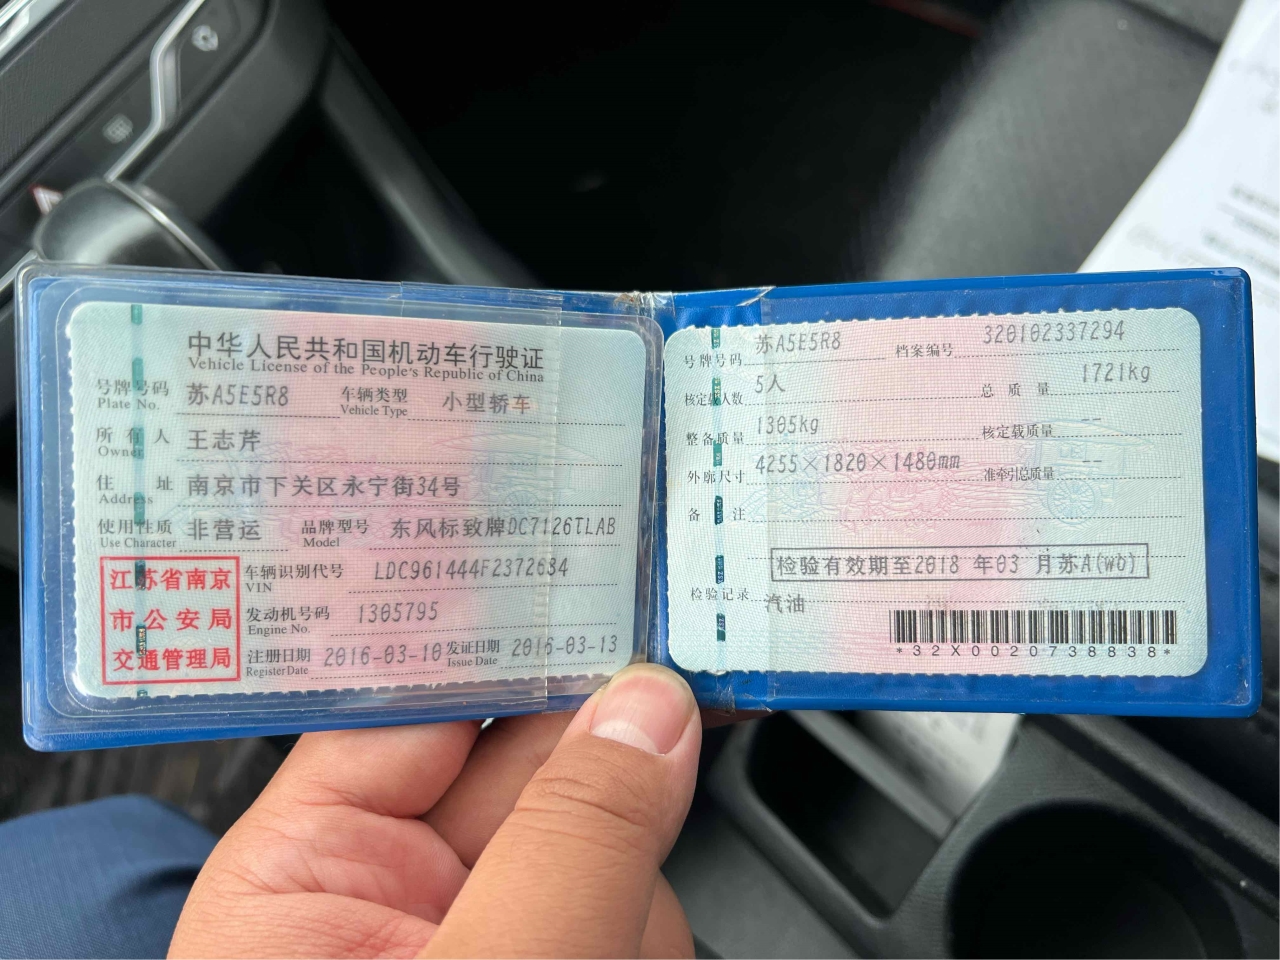 中华人民共和国机动车行驶证
Vehicle License of the People's Republic of China
号牌号码 苏A5E5R8 车辆类型 小型轿车
Plate No. Vehicle Type
所有人 王志芹
Owner
住址 南京市下关区永宁街34号
Address
使用性质 非营运 品牌型号 东风标致牌DC7126TLAB
Use Character Model
江苏省南京
市公安局
交通管理局
车辆识别代号 LDC961444F2372634
VIN
发动机号码 1305795
Engine No.
注册日期 2016-03-10 发证日期 2016-03-13
Register Date Issue Date
号牌号码 苏A5E5R8 档案编号 320102337294
核定载人数 5人 总质量 1721kg
整备质量 1305kg 核定载质量 --
外廓尺寸 4255×1820×1480mm 准牵引总质量 --
备注
检验有效期至2018 年03 月苏A(wb)
检验记录
汽油
*32X0020738838*